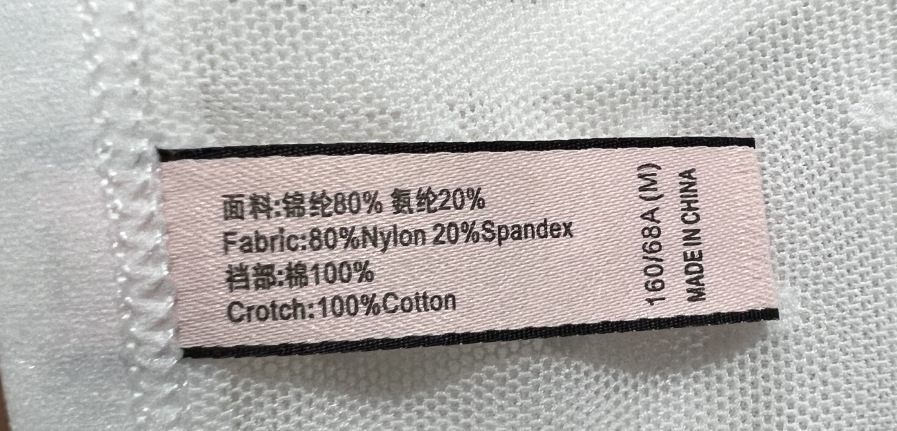 面料:锦纶80% 氨纶20%
Fabric:80%Nylon 20%Spandex
裆部:棉100%
Crotch:100%Cotton
160/68A (M)
MADE IN CHINA